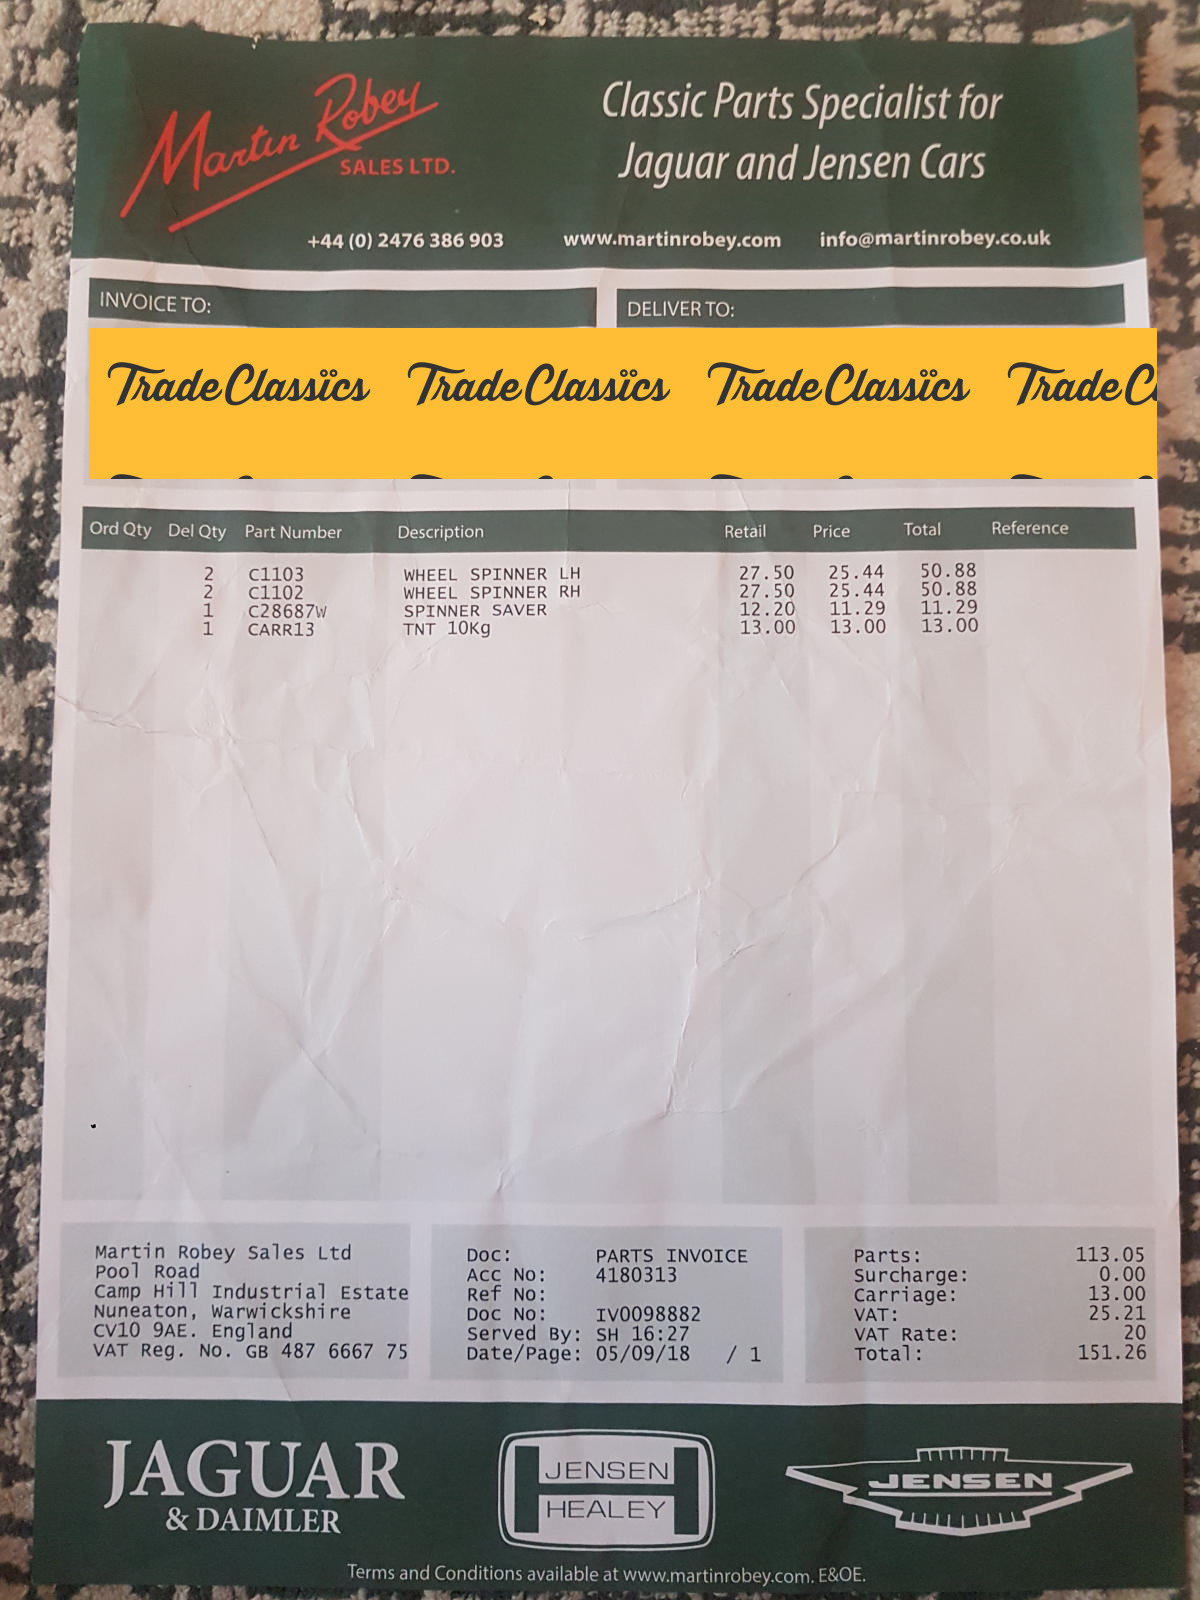 Martin Robey
SALES LTD.
Classic Parts Specialist for
Jaguar and Jensen Cars
+44 (0) 2476 386 903 www.martinrobey.com info@martinrobey.co.uk
INVOICE TO: DELIVER TO:
Trade Classics Trade Classics Trade Classics Trade C
Ord Qty Del Qty Part Number Description Retail Price Total Reference
2 C1103 WHEEL SPINNER LH 27.50 25.44 50.88
2 C1102 WHEEL SPINNER RH 27.50 25.44 50.88
1 C28687W SPINNER SAVER 12.20 11.29 11.29
1 CARR13 TNT 10Kg 13.00 13.00 13.00
Martin Robey Sales Ltd
Pool Road
Camp Hill Industrial Estate
Nuneaton, Warwickshire
CV10 9AE. England
VAT Reg. No. GB 487 6667 75
Doc: PARTS INVOICE
Acc No: 4180313
Ref No:
Doc No: IV0098882
Served By: SH 16:27
Date/Page: 05/09/18 / 1
Parts: 113.05
Surcharge: 0.00
Carriage: 13.00
VAT: 25.21
VAT Rate: 20
Total: 151.26
JAGUAR
& DAIMLER
JENSEN
HEALEY
JENSEN
Terms and Conditions available at www.martinrobey.com. E&OE.